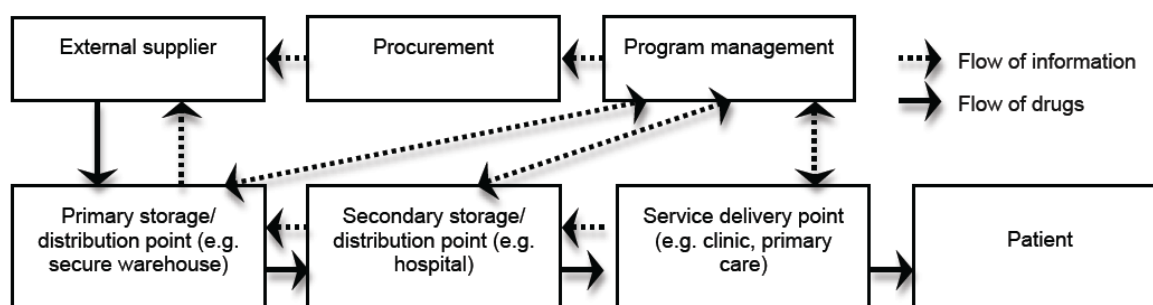 External supplier
Procurement
Program management
Flow of information
Flow of drugs
Primary storage/
distribution point (e.g.
secure warehouse)
Secondary storage/
distribution point (e.g.
hospital)
Service delivery point
(e.g. clinic, primary
care)
Patient